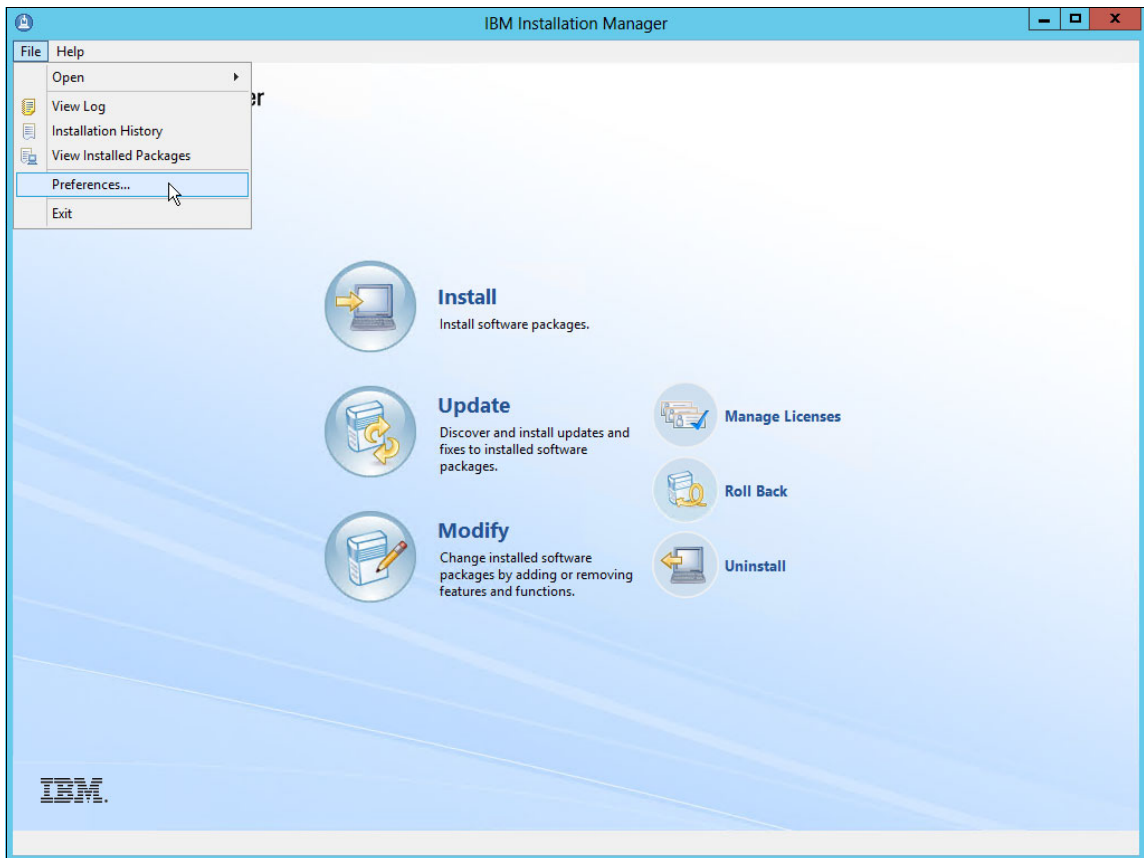 IBM Installation Manager
File Help
Open
View Log
Installation History
View Installed Packages
Preferences...
Exit
er
Install
Install software packages.
Update
Discover and install updates and
fixes to installed software
packages.
Modify
Change installed software
packages by adding or removing
features and functions.
Manage Licenses
Roll Back
Uninstall
IBM.